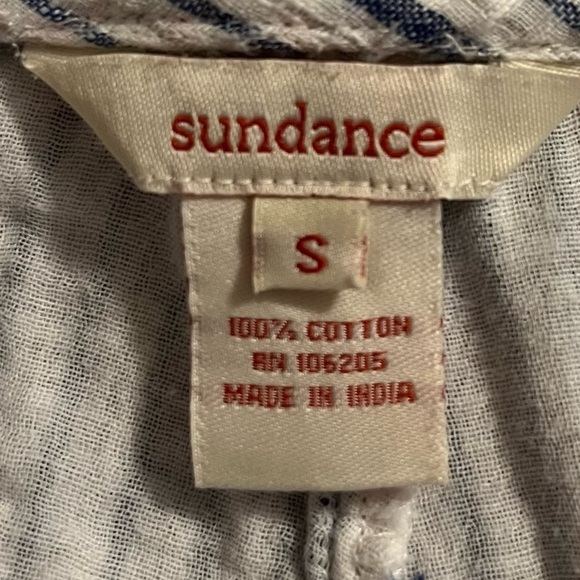 sundance
S
100% COTTON
RN 106205
MADE IN INDIA